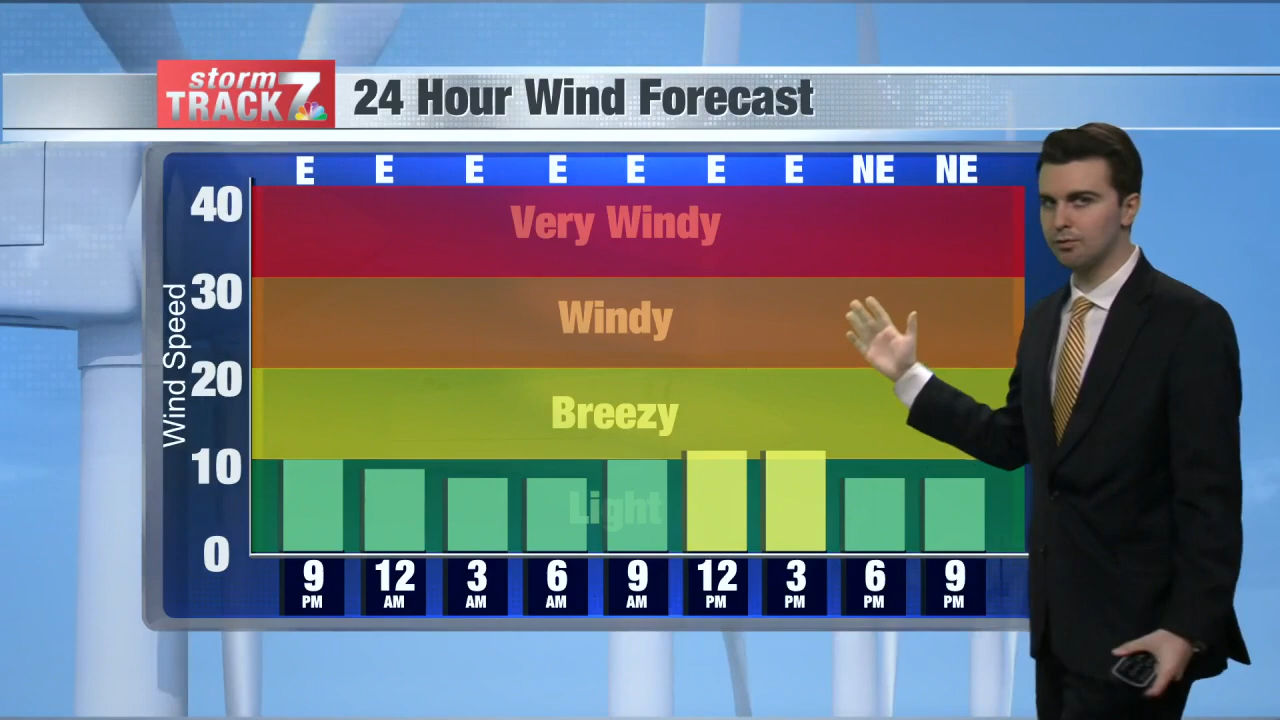 storm
TRACK 7
24 Hour Wind Forecast
E E E E E E E NE NE
40
Very Windy
30
Windy
Wind Speed
20
Breezy
10
Light
0
9 12 3 6 9 12 3 6 9
PM AM AM AM AM PM PM PM PM